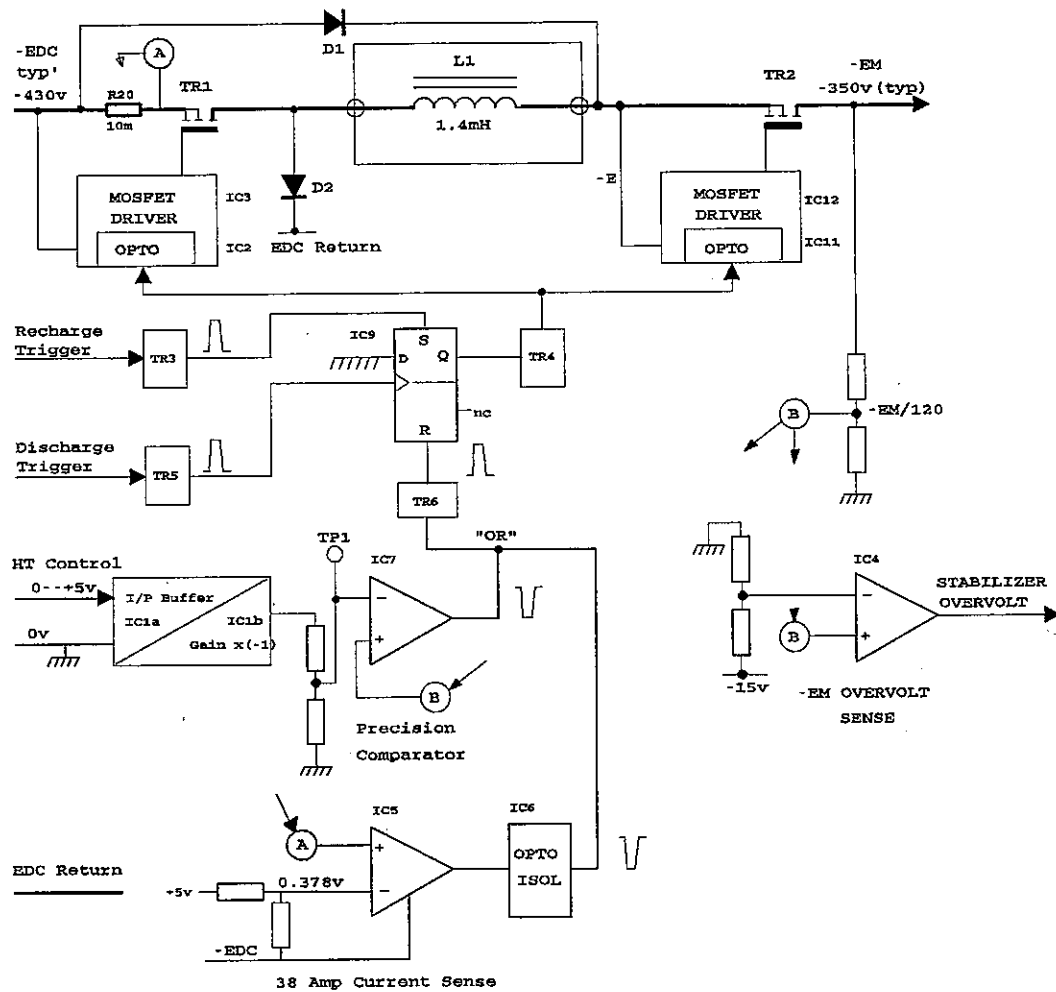 -EDC
typ'
-430v
A
D1
L1
TR1
TR2
-EM
-350v (typ)
R20
10m
1.4mH
D2
-E
MOSFET
DRIVER
OPTO
IC3
IC2
EDC Return
MOSFET
DRIVER
OPTO
IC12
IC11
Recharge
Trigger
TR3
IC9
S
D
Q
R
nc
TR4
B
-EM/120
Discharge
Trigger
TR5
TR6
"OR"
TP1
IC7
HT Control
0--+5v
0v
I/P Buffer
IC1a
IC1b
Gain x(-1)
-
+
B
Precision
Comparator
IC4
-
+
B
STABILIZER
OVERVOLT
-15v
-EM OVERVOLT
SENSE
IC5
IC6
A
+
-
OPTO
ISOL
EDC Return
+5v
0.378v
-EDC
38 Amp Current Sense